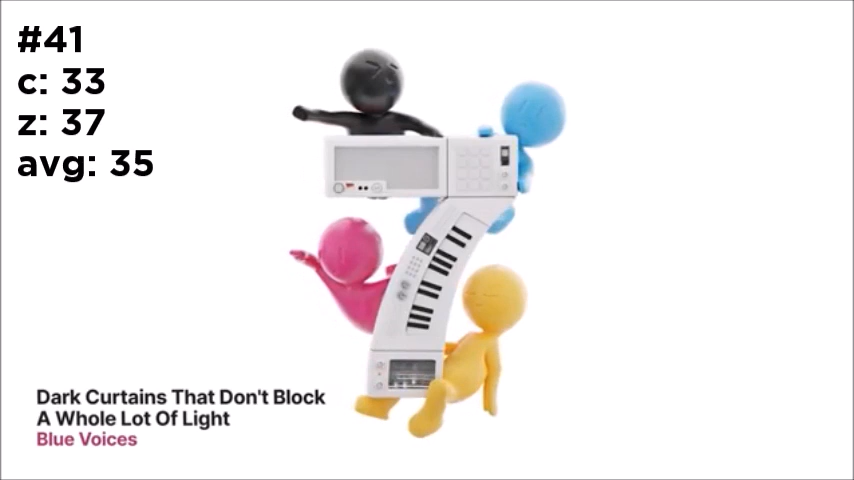 #41
c: 33
z: 37
avg: 35
Dark Curtains That Don't Block
A Whole Lot Of Light
Blue Voices